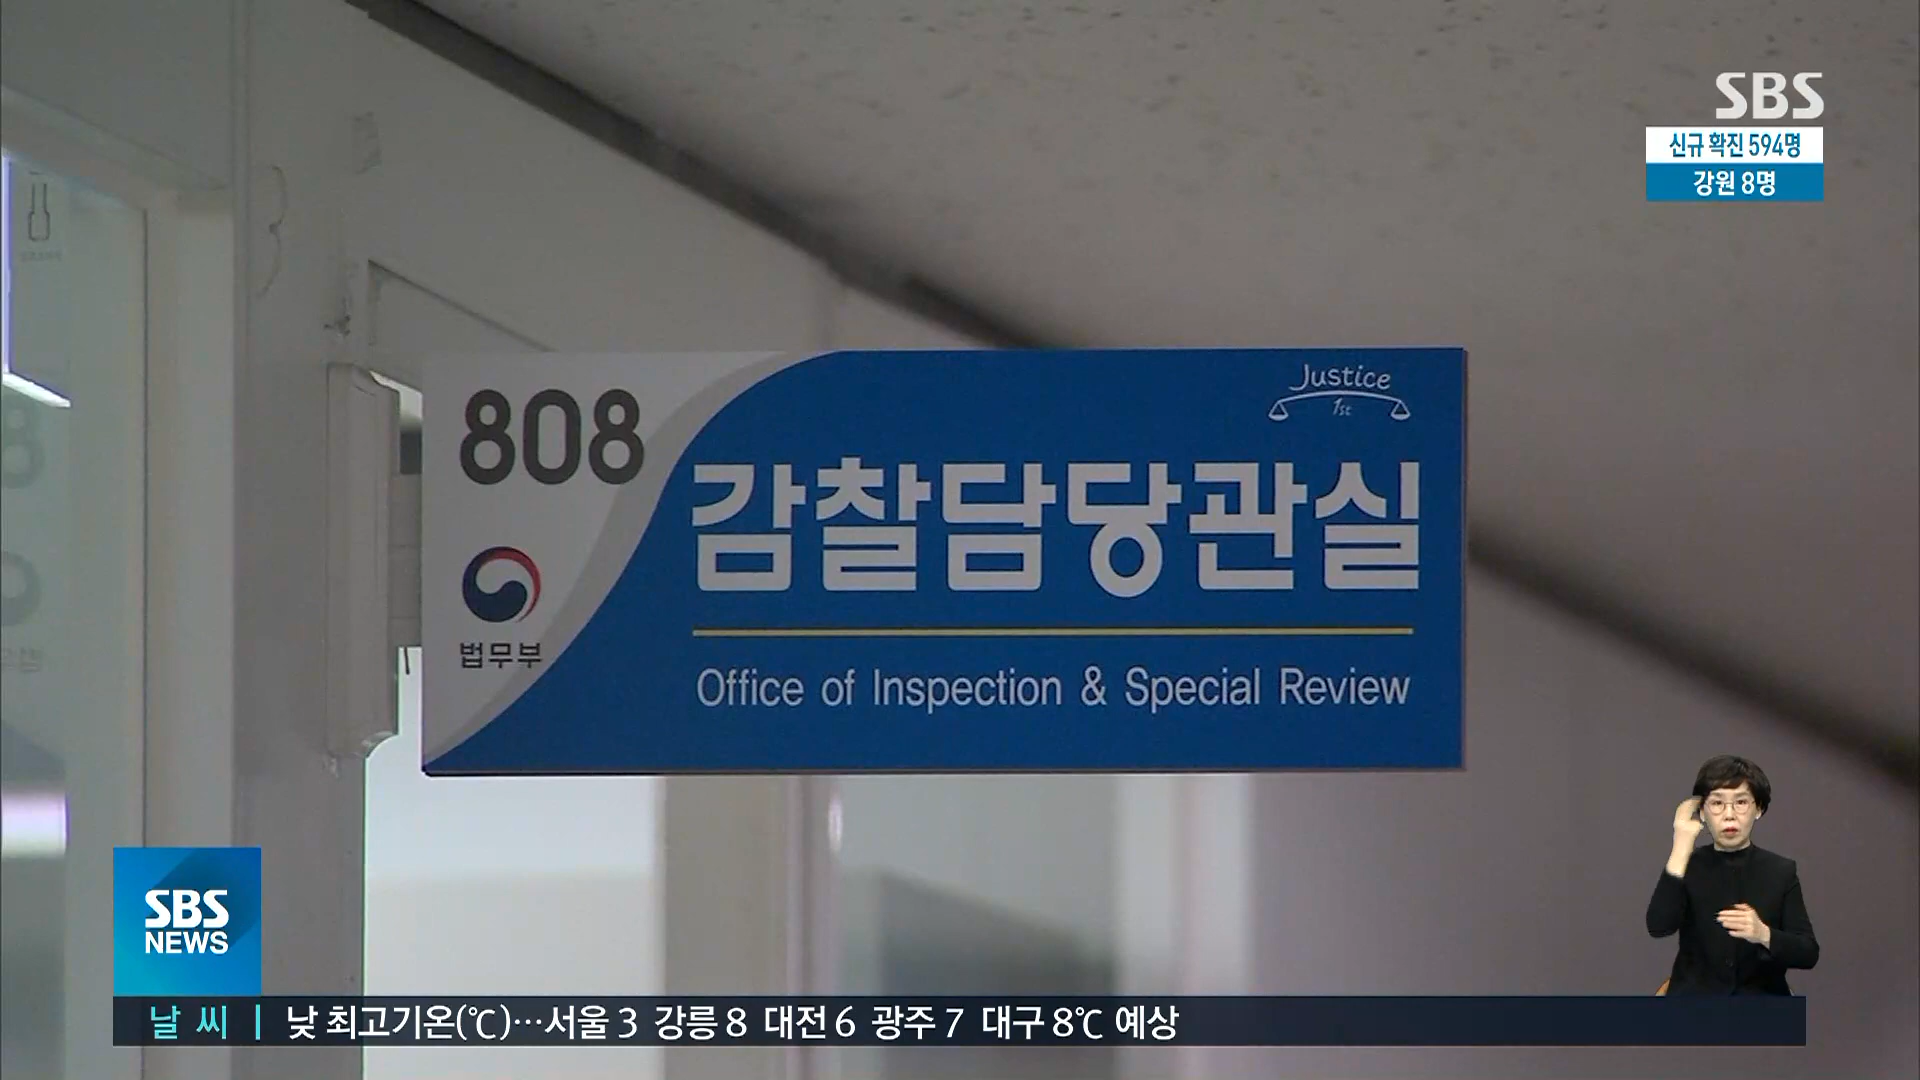 SBS
신규 확진 594명
강원 8명
808
Justice
1st
감찰담당관실
법무부
Office of Inspection & Special Review
SBS
NEWS
날 씨 | 낮 최고기온(℃)…서울 3 강릉 8 대전 6 광주 7 대구 8℃ 예상